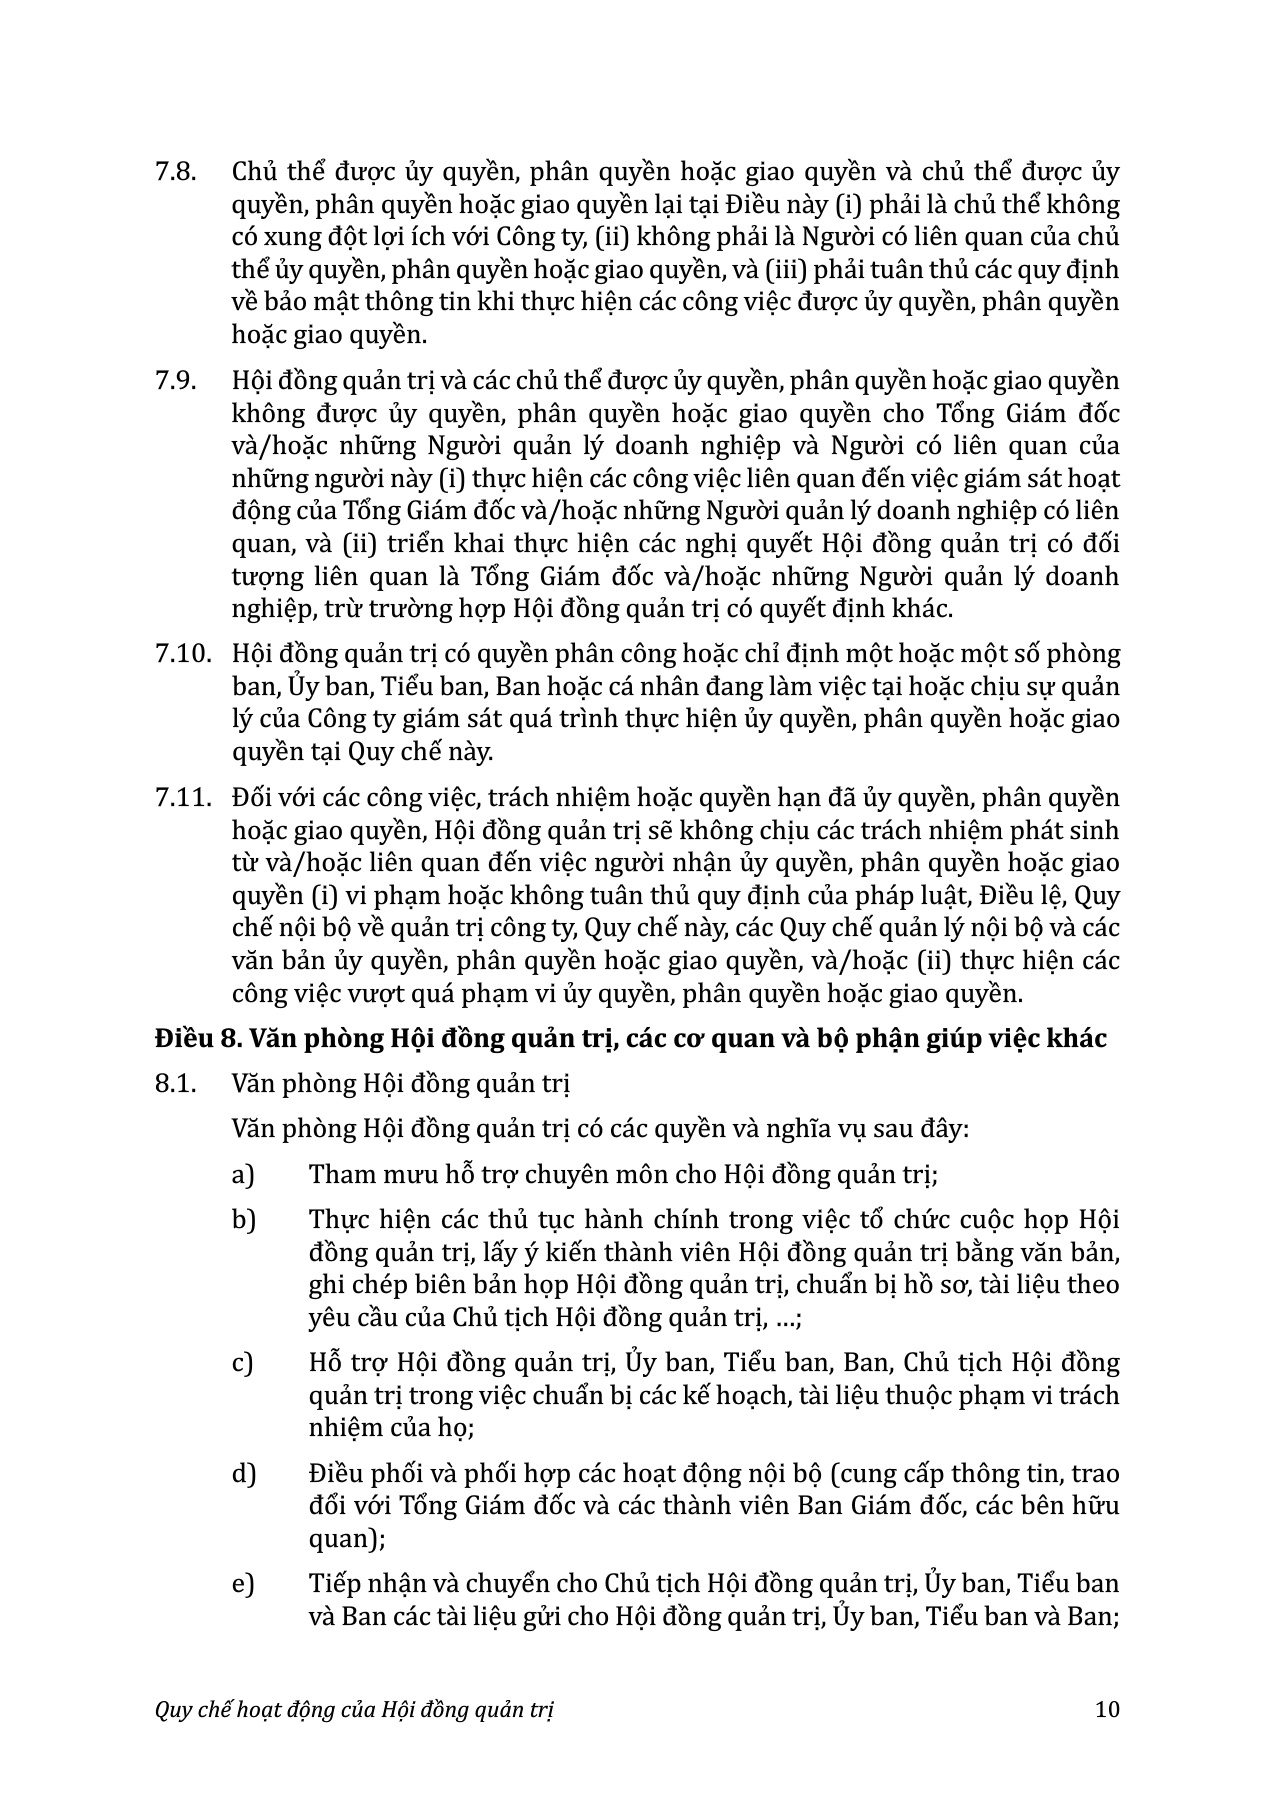 7.8. Chủ thể được ủy quyền, phân quyền hoặc giao quyền và chủ thể được ủy
quyền, phân quyền hoặc giao quyền lại tại Điều này (i) phải là chủ thể không
có xung đột lợi ích với Công ty, (ii) không phải là Người có liên quan của chủ
thể ủy quyền, phân quyền hoặc giao quyền, và (iii) phải tuân thủ các quy định
về bảo mật thông tin khi thực hiện các công việc được ủy quyền, phân quyền
hoặc giao quyền.
7.9. Hội đồng quản trị và các chủ thể được ủy quyền, phân quyền hoặc giao quyền
không được ủy quyền, phân quyền hoặc giao quyền cho Tổng Giám đốc
và/hoặc những Người quản lý doanh nghiệp và Người có liên quan của
những người này (i) thực hiện các công việc liên quan đến việc giám sát hoạt
động của Tổng Giám đốc và/hoặc những Người quản lý doanh nghiệp có liên
quan, và (ii) triển khai thực hiện các nghị quyết Hội đồng quản trị có đối
tượng liên quan là Tổng Giám đốc và/hoặc những Người quản lý doanh
nghiệp, trừ trường hợp Hội đồng quản trị có quyết định khác.
7.10. Hội đồng quản trị có quyền phân công hoặc chỉ định một hoặc một số phòng
ban, Ủy ban, Tiểu ban, Ban hoặc cá nhân đang làm việc tại hoặc chịu sự quản
lý của Công ty giám sát quá trình thực hiện ủy quyền, phân quyền hoặc giao
quyền tại Quy chế này.
7.11. Đối với các công việc, trách nhiệm hoặc quyền hạn đã ủy quyền, phân quyền
hoặc giao quyền, Hội đồng quản trị sẽ không chịu các trách nhiệm phát sinh
từ và/hoặc liên quan đến việc người nhận ủy quyền, phân quyền hoặc giao
quyền (i) vi phạm hoặc không tuân thủ quy định của pháp luật, Điều lệ, Quy
chế nội bộ về quản trị công ty, Quy chế này, các Quy chế quản lý nội bộ và các
văn bản ủy quyền, phân quyền hoặc giao quyền, và/hoặc (ii) thực hiện các
công việc vượt quá phạm vi ủy quyền, phân quyền hoặc giao quyền.
Điều 8. Văn phòng Hội đồng quản trị, các cơ quan và bộ phận giúp việc khác
8.1. Văn phòng Hội đồng quản trị
Văn phòng Hội đồng quản trị có các quyền và nghĩa vụ sau đây:
a) Tham mưu hỗ trợ chuyên môn cho Hội đồng quản trị;
b) Thực hiện các thủ tục hành chính trong việc tổ chức cuộc họp Hội
đồng quản trị, lấy ý kiến thành viên Hội đồng quản trị bằng văn bản,
ghi chép biên bản họp Hội đồng quản trị, chuẩn bị hồ sơ, tài liệu theo
yêu cầu của Chủ tịch Hội đồng quản trị, …;
c) Hỗ trợ Hội đồng quản trị, Ủy ban, Tiểu ban, Ban, Chủ tịch Hội đồng
quản trị trong việc chuẩn bị các kế hoạch, tài liệu thuộc phạm vi trách
nhiệm của họ;
d) Điều phối và phối hợp các hoạt động nội bộ (cung cấp thông tin, trao
đổi với Tổng Giám đốc và các thành viên Ban Giám đốc, các bên hữu
quan);
e) Tiếp nhận và chuyển cho Chủ tịch Hội đồng quản trị, Ủy ban, Tiểu ban
và Ban các tài liệu gửi cho Hội đồng quản trị, Ủy ban, Tiểu ban và Ban;
Quy chế hoạt động của Hội đồng quản trị 10